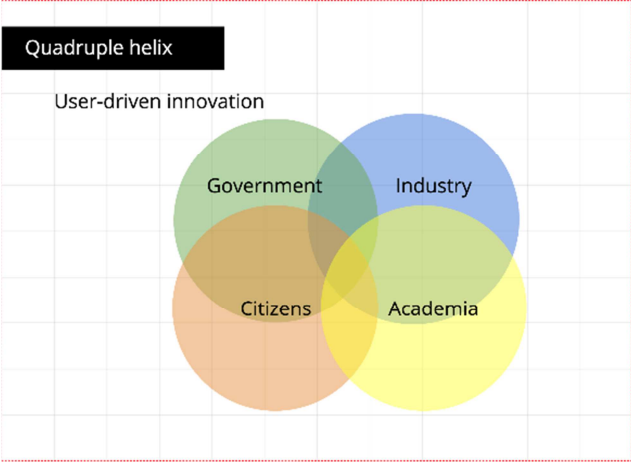 Quadruple helix
User-driven innovation
Government
Industry
Citizens
Academia